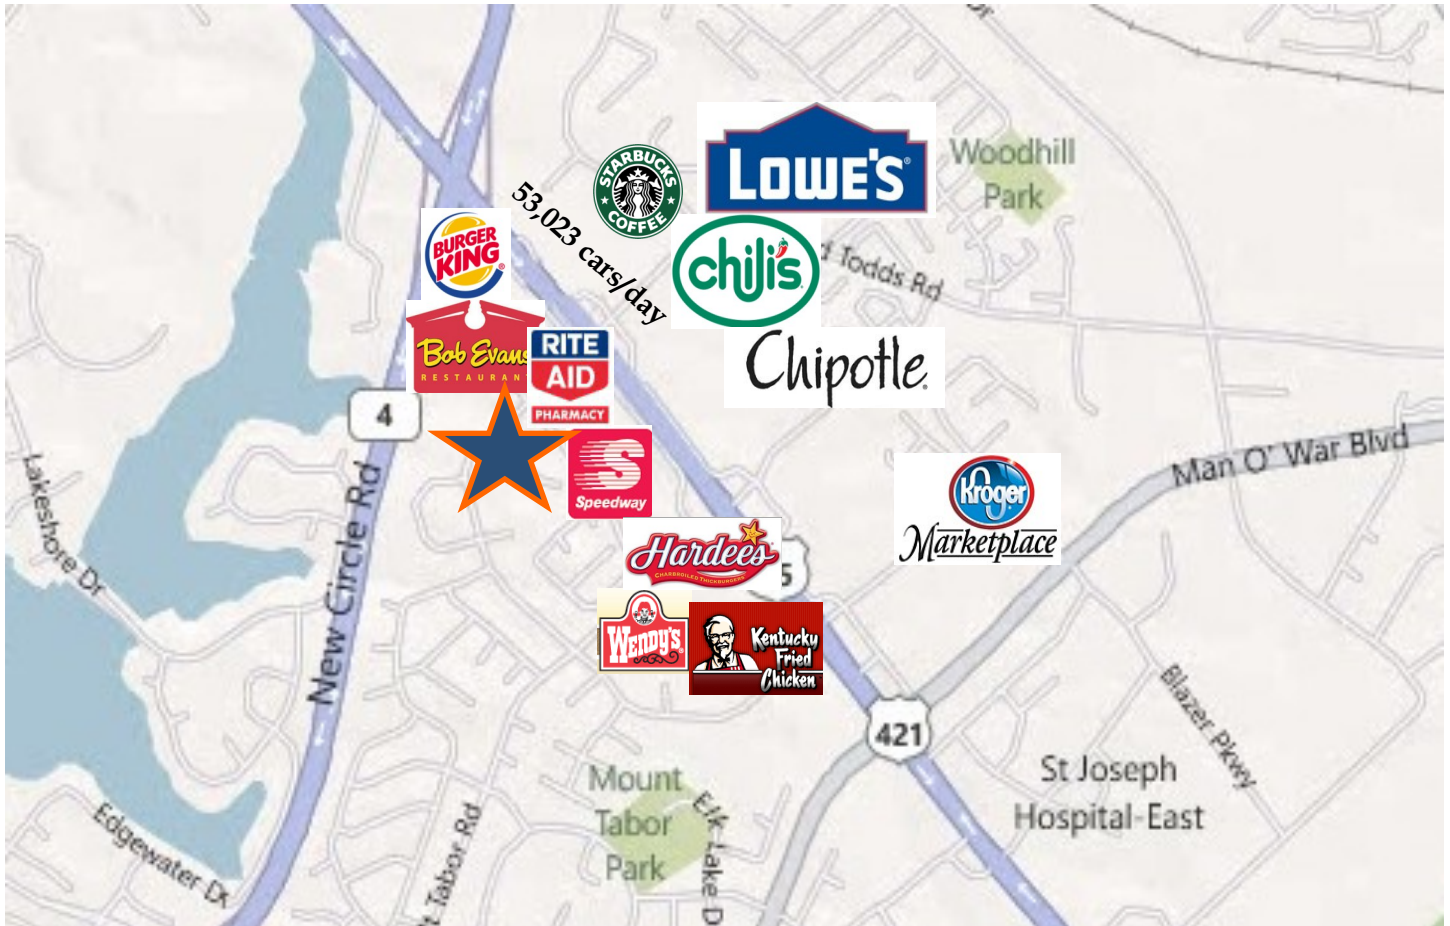 Dr
LOWE'S®
Woodhill
Park
STARBUCKS
COFFEE
53,023 cars/day
BURGER
KING®
chili's
d Todds Rd
Bob Evans
RESTAURAN
RITE
AID
PHARMACY
Chipotle.
4
Man O' War Blvd
Lakeshore Dr
New Circle Rd
S
Speedway
Kroger
Marketplace
Hardee's
CHARBROILED THICKBURGERS
5
WENDY'S
Kentucky
Fried
Chicken
Blazer Pkwy
421
St Joseph
Hospital-East
Mount
Tabor
Park
Elk Lake D
Edgewater Dr
t Tabor Rd